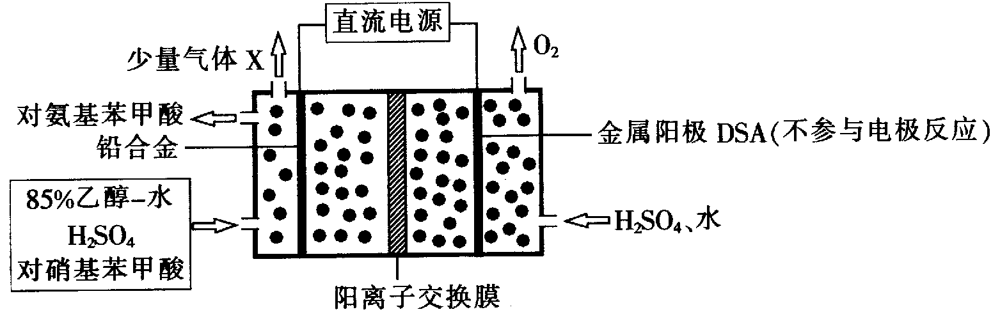 直流电源
少量气体 X
O₂
对氨基苯甲酸
铅合金
金属阳极 DSA(不参与电极反应)
85%乙醇-水
H₂SO₄
对硝基苯甲酸
H₂SO₄、水
阳离子交换膜